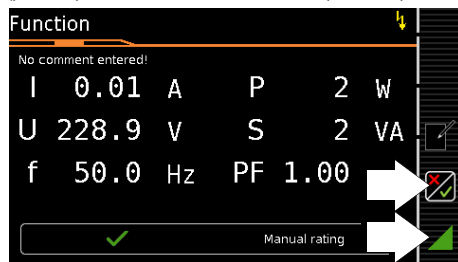 Function
No comment entered!
I 0.01 A P 2 W
U 228.9 V S 2 VA
f 50.0 Hz PF 1.00
Manual rating